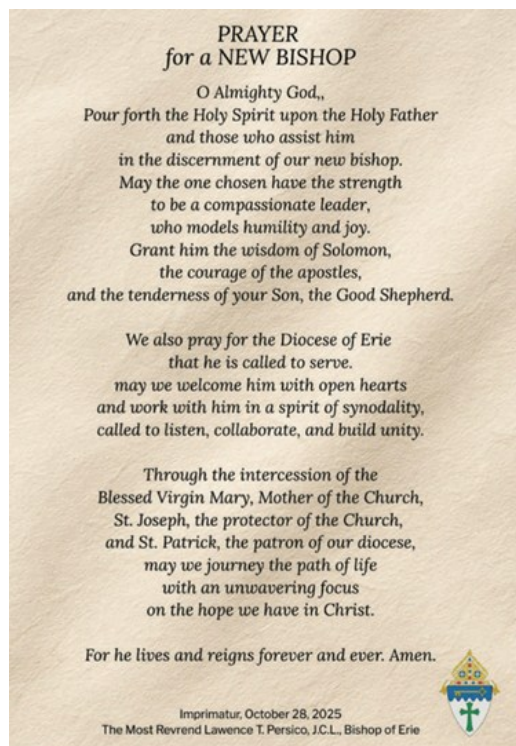 PRAYER
for a NEW BISHOP
O Almighty God,,
Pour forth the Holy Spirit upon the Holy Father
and those who assist him
in the discernment of our new bishop.
May the one chosen have the strength
to be a compassionate leader,
who models humility and joy.
Grant him the wisdom of Solomon,
the courage of the apostles,
and the tenderness of your Son, the Good Shepherd.
We also pray for the Diocese of Erie
that he is called to serve.
may we welcome him with open hearts
and work with him in a spirit of synodality,
called to listen, collaborate, and build unity.
Through the intercession of the
Blessed Virgin Mary, Mother of the Church,
St. Joseph, the protector of the Church,
and St. Patrick, the patron of our diocese,
may we journey the path of life
with an unwavering focus
on the hope we have in Christ.
For he lives and reigns forever and ever. Amen.
Imprimatur, October 28, 2025
The Most Revrend Lawence T. Persico, J.C.L., Bishop of Erie